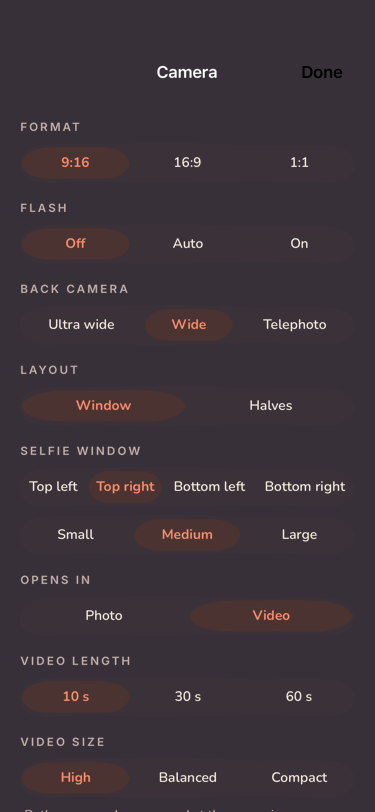 Camera Done
FORMAT
9:16 16:9 1:1
FLASH
Off Auto On
BACK CAMERA
Ultra wide Wide Telephoto
LAYOUT
Window Halves
SELFIE WINDOW
Top left Top right Bottom left Bottom right
Small Medium Large
OPENS IN
Photo Video
VIDEO LENGTH
10 s 30 s 60 s
VIDEO SIZE
High Balanced Compact